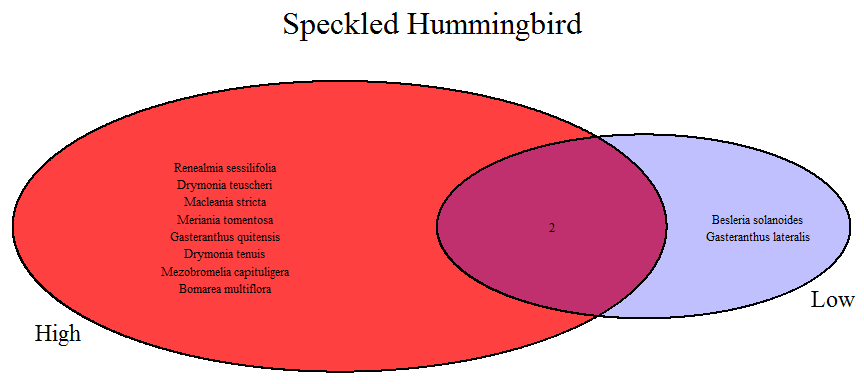 Speckled Hummingbird
Renealmia sessilifolia
Drymonia teuscheri
Macleania stricta
Meriania tomentosa
Gasteranthus quitensis
Drymonia tenuis
Mezobromelia capituligera
Bomarea multiflora
2
Besleria solanoides
Gasteranthus lateralis
Low
High